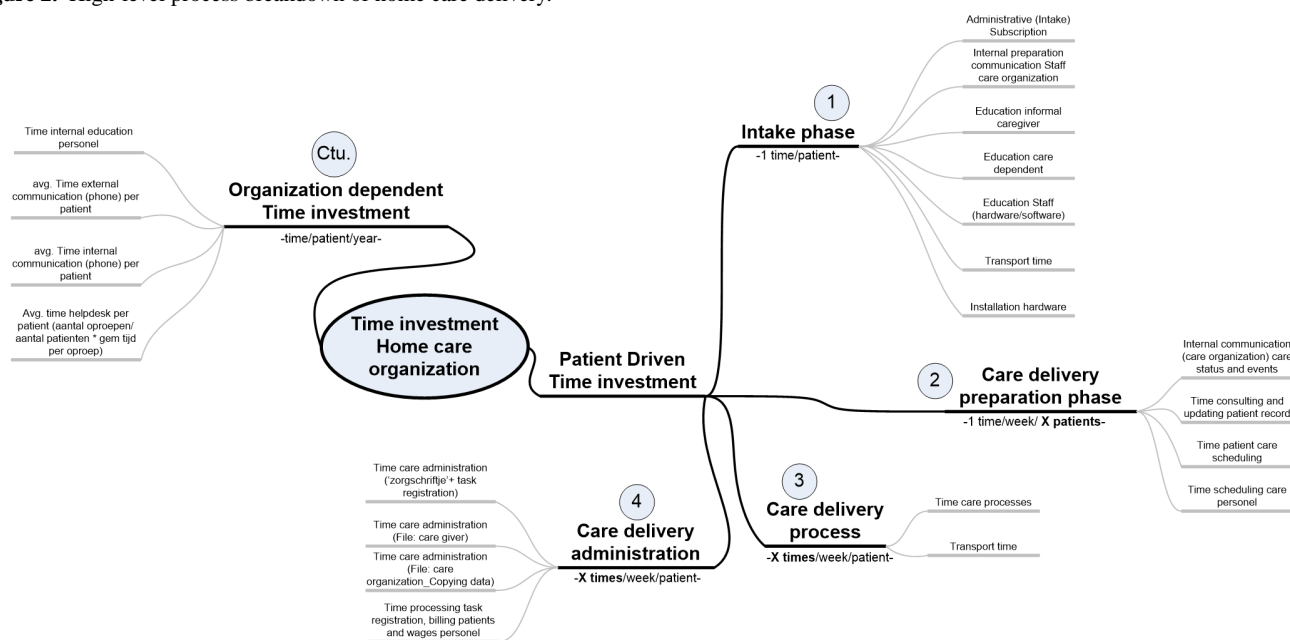 Figure 2. High-level process breakdown of home care delivery.
Administrative (Intake)
Subscription
Internal preparation
communication Staff
care organization
1
Intake phase
-1 time/patient-
Education informal
caregiver
Education care
dependent
Education Staff
(hardware/software)
Transport time
Installation hardware
Time internal education
personel
avg. Time external
communication (phone) per
patient
avg. Time internal
communication (phone) per
patient
Avg. time helpdesk per
patient (aantal oproepen/
aantal patienten * gem tijd
per oproep)
Ctu.
Organization dependent
Time investment
-time/patient/year-
Time investment
Home care
organization
Patient Driven
Time investment
2
Care delivery
preparation phase
-1 time/week/ X patients-
Internal communication
(care organization) care
status and events
Time consulting and
updating patient record
Time patient care
scheduling
Time scheduling care
personel
3
Care delivery
process
-X times/week/patient-
Time care processes
Transport time
4
Care delivery
administration
-X times/week/patient-
Time care administration
('zorgschriftje'+ task
registration)
Time care administration
(File: care giver)
Time care administration
(File: care
organization_Copying data)
Time processing task
registration, billing patients
and wages personel